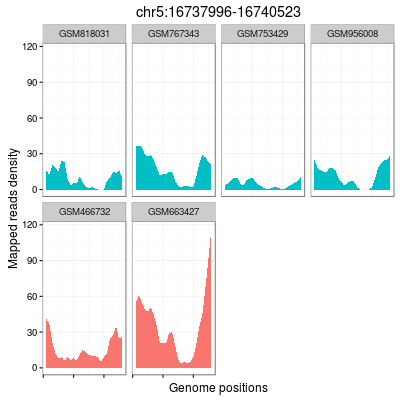 chr5:16737996-16740523
GSM818031 GSM767343 GSM753429 GSM956008
120
90
60
30
0
GSM466732 GSM663427
120
90
60
30
0
Mapped reads density
Genome positions